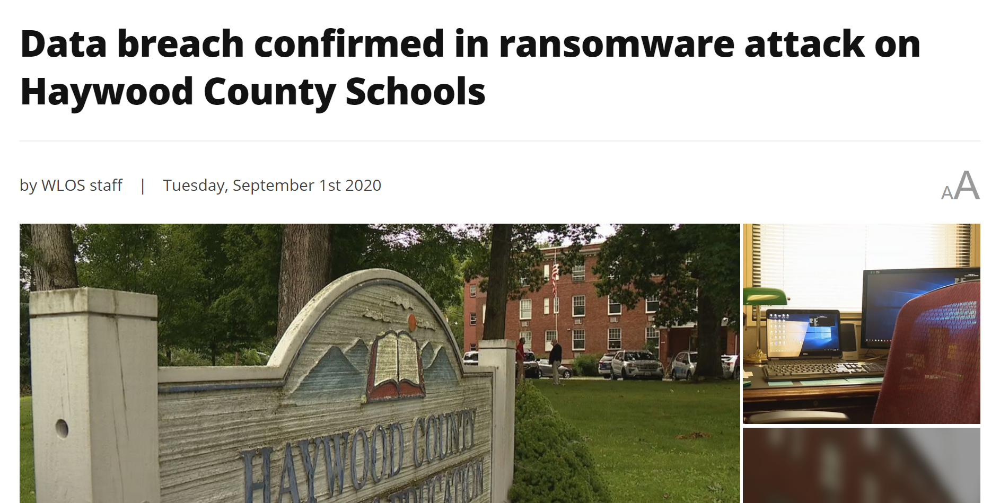 Data breach confirmed in ransomware attack on
Haywood County Schools
by WLOS staff | Tuesday, September 1st 2020
AA
HAYWOOD COUNTY
EDUCATION